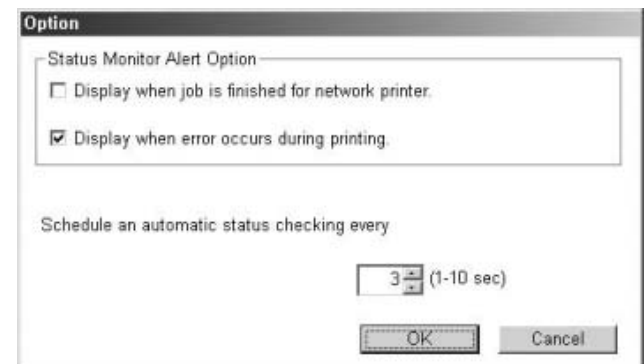 Option
Status Monitor Alert Option
Display when job is finished for network printer.
Display when error occurs during printing.
Schedule an automatic status checking every
3 (1-10 sec)
OK Cancel